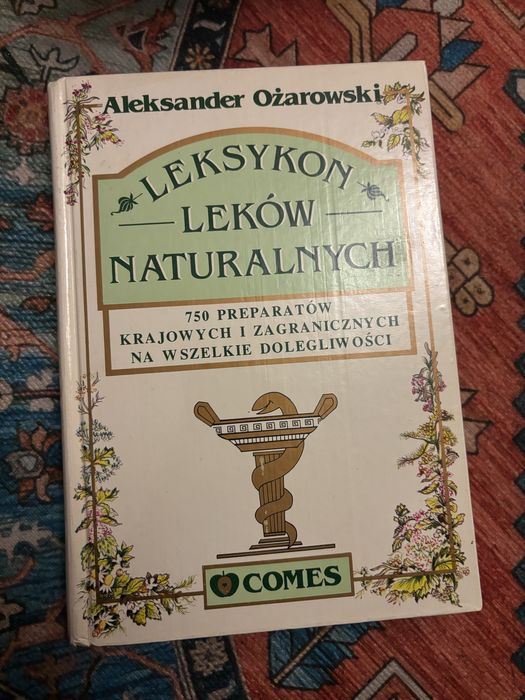 Aleksander Ożarowski
LEKSYKON
LEKÓW
NATURALNYCH
750 PREPARATÓW
KRAJOWYCH I ZAGRANICZNYCH
NA WSZELKIE DOLEGLIWOŚCI
COMES